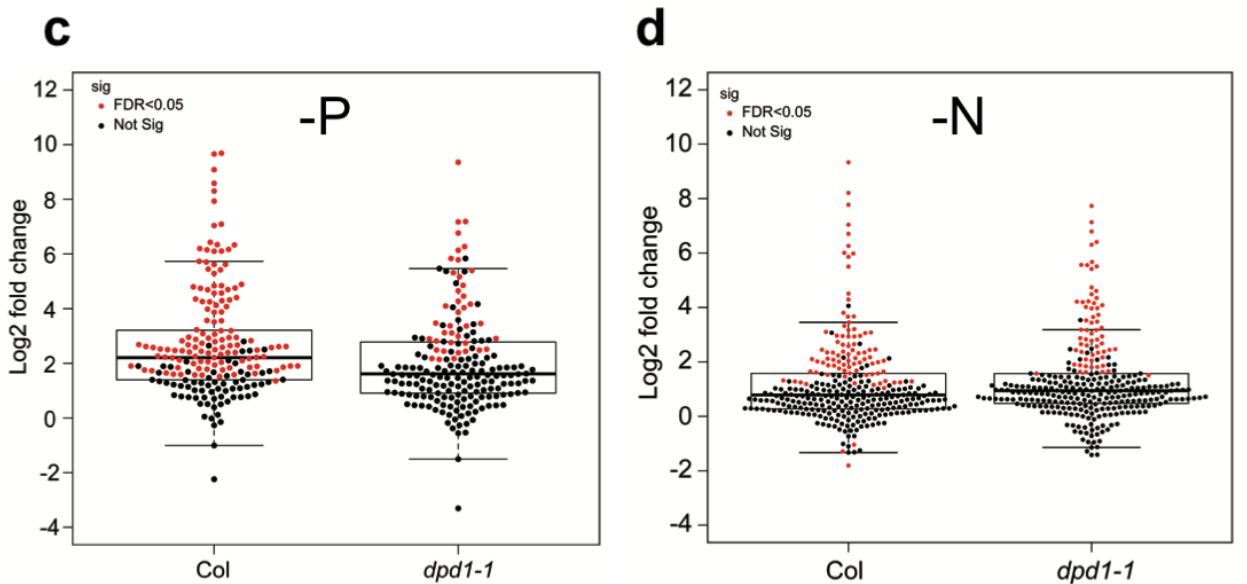 c
-P
sig
FDR<0.05
Not Sig
Log2 fold change
12
10
8
6
4
2
0
-2
-4
Col
dpd1-1
d
-N
sig
FDR<0.05
Not Sig
Log2 fold change
12
10
8
6
4
2
0
-2
-4
Col
dpd1-1